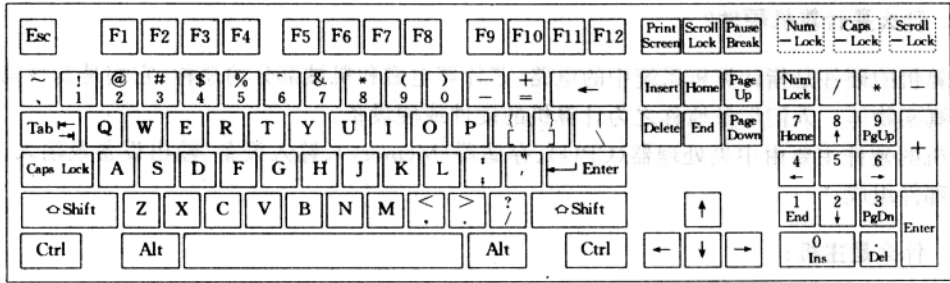 Esc F1 F2 F3 F4 F5 F6 F7 F8 F9 F10 F11 F12 Print Screen Scroll Lock Pause Break Num Lock Caps Lock Scroll Lock
~ ` ! 1 @ 2 # 3 $ 4 % 5 ^ 6 & 7 * 8 ( 9 ) 0 — — + = ← Insert Home Page Up Num Lock / * —
Tab Q W E R T Y U I O P { [ } ] | \ Delete End Page Down 7 Home 8 ↑ 9 PgUp +
Caps Lock A S D F G H J K L : ; ' Enter 4 ← 5 6 →
⇧Shift Z X C V B N M < , > . ? / ⇧Shift ↑ 1 End 2 ↓ 3 PgDn Enter
Ctrl Alt Alt Ctrl ← ↓ → 0 Ins . Del